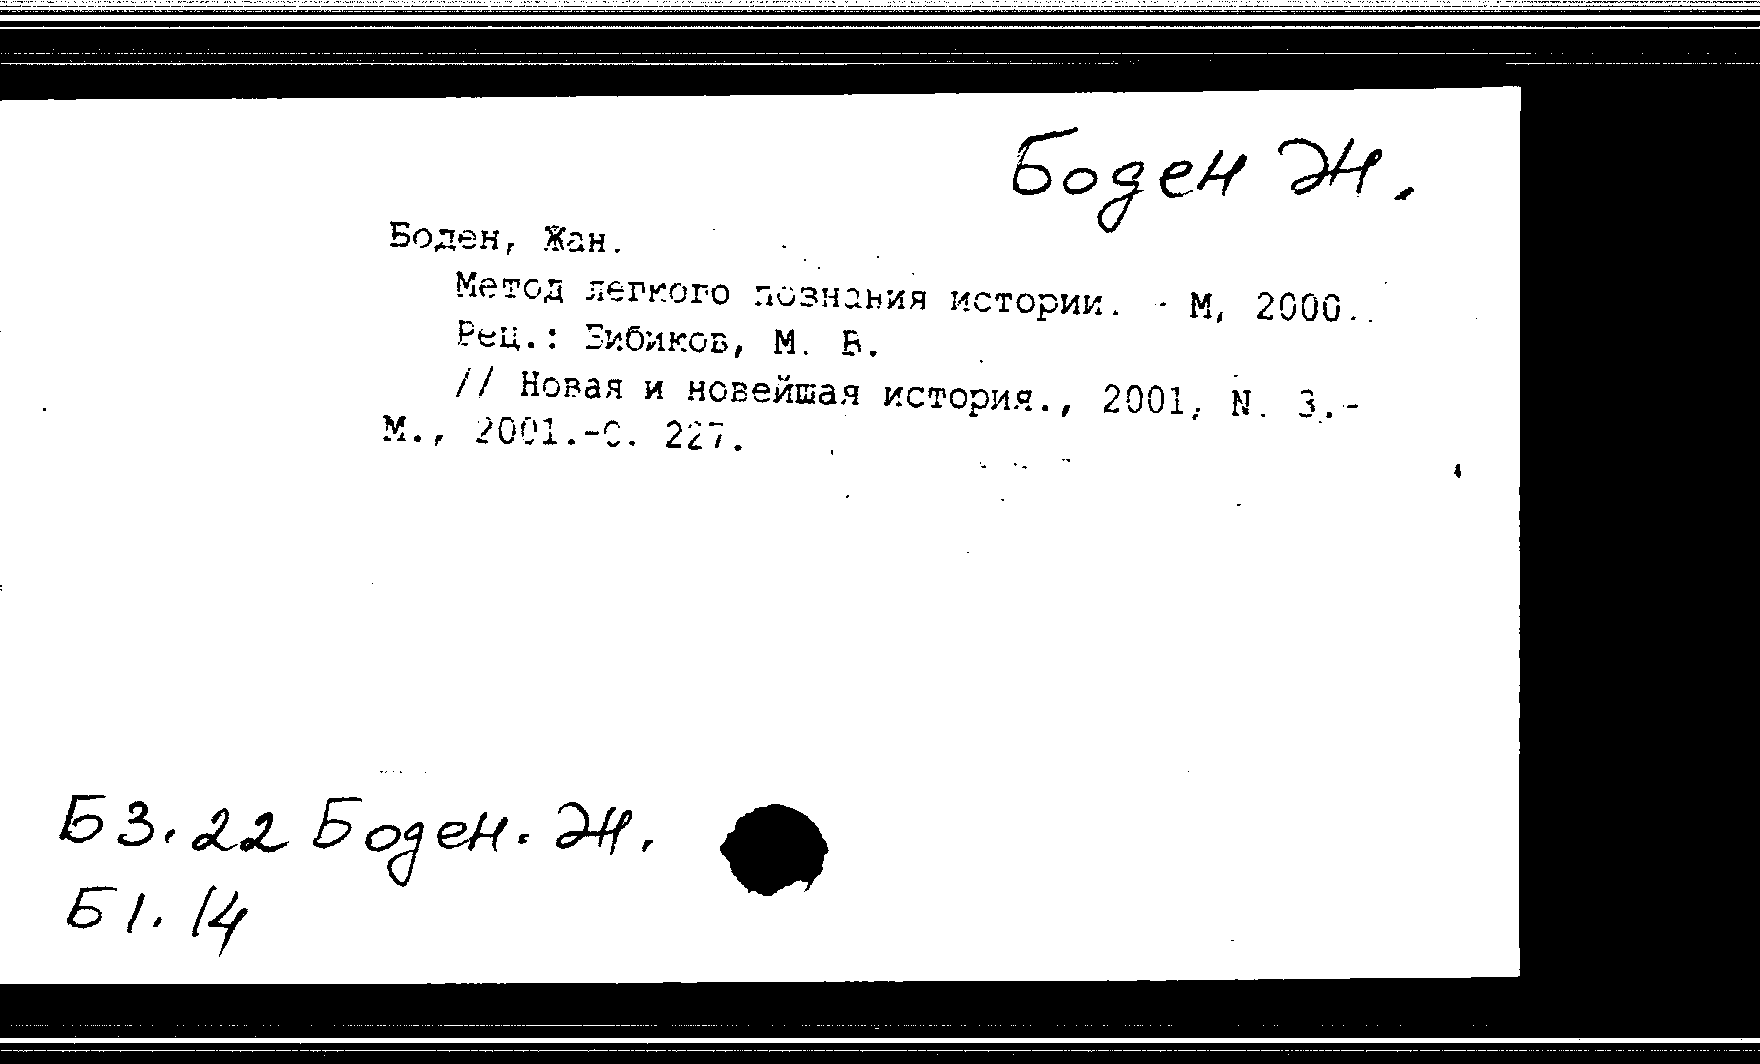 Боден Ж.
Боден, Жан.
Метод легкого познания истории. - М, 2000..
Рец.: Бибиков, М. В.
// Новая и новейшая история., 2001, N. 3.-
М., 2001.-С. 227.
Б3.22 Боден. Ж.
Б1.14